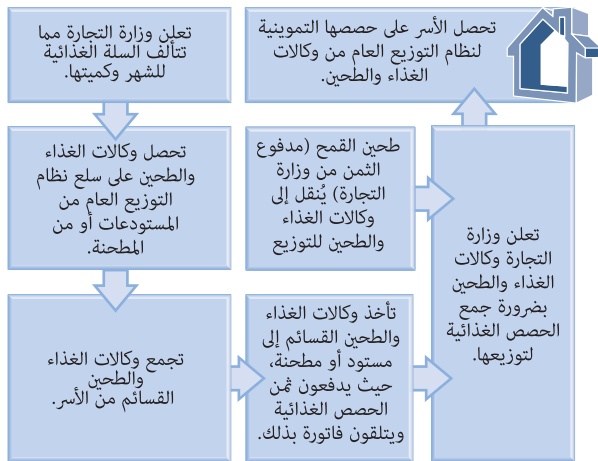 تعلن وزارة التجارة مما
تتألف السلة الغذائية
للشهر وكميتها.
تحصل وكالات الغذاء
والطحين على سلع نظام
التوزيع العام من
المستودعات أو من
المطحنة.
تجمع وكالات الغذاء
والطحين
القسائم من الأسر.
تأخذ وكالات الغذاء
والطحين القسائم إلى
مستود أو مطحنة،
حيث يدفعون ثمن
الحصص الغذائية
ويتلقون فاتورة بذلك.
طحين القمح (مدفوع
الثمن من وزارة
التجارة) يُنقل إلى
وكالات الغذاء
والطحين للتوزيع
تعلن وزارة
التجارة وكالات
الغذاء والطحين
بضرورة جمع
الحصص الغذائية
لتوزيعها.
تحصل الأسر على حصصها التموينية
لنظام التوزيع العام من وكالات
الغذاء والطحين.